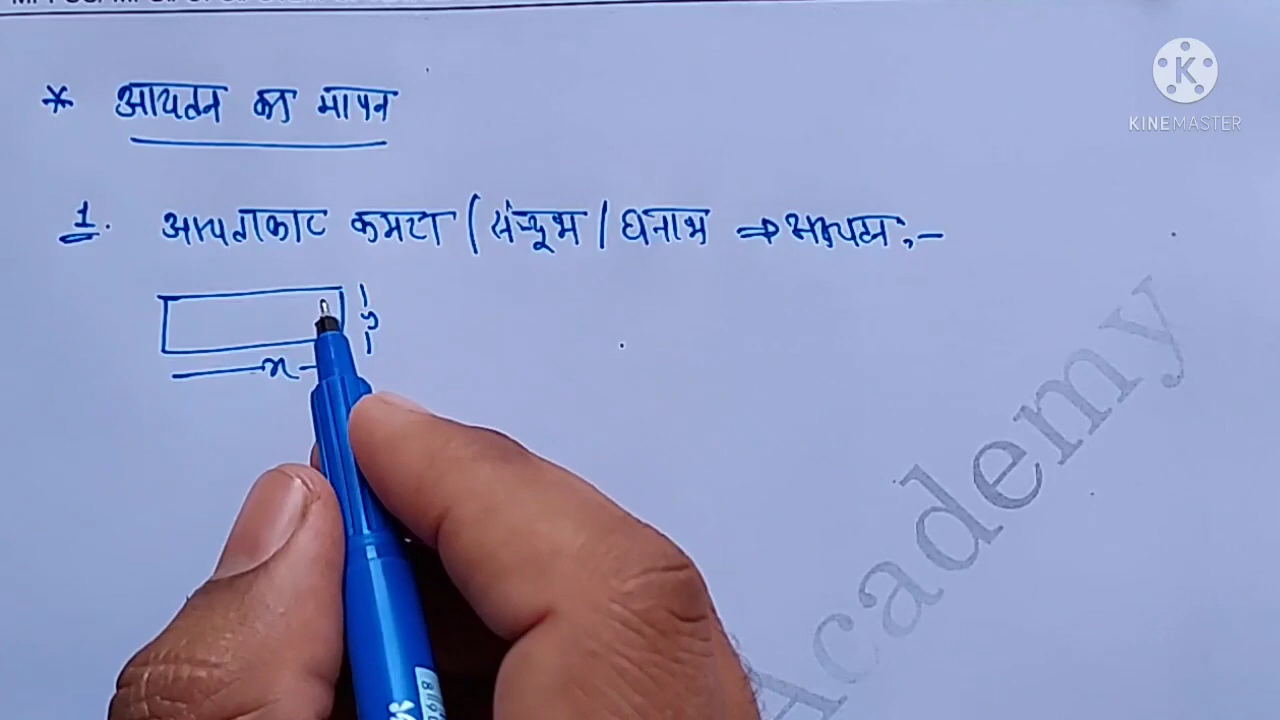 * आयतन का मापन
1. आयताकार कमरा / संन्दूक / घनाभ ⇒ आयतन :-
y
x
Academy
K
KINEMASTER